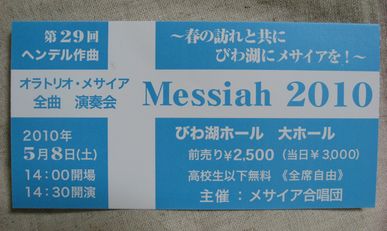 第29回
ヘンデル作曲
～春の訪れと共に
びわ湖にメサイアを！～
オラトリオ・メサイア
全曲　演奏会
Messiah 2010
2010年
5月8日(土)
14:00開場
14:30開演
びわ湖ホール　大ホール
前売り¥2,500（当日¥3,000）
高校生以下無料《全席自由》
主催：メサイア合唱団